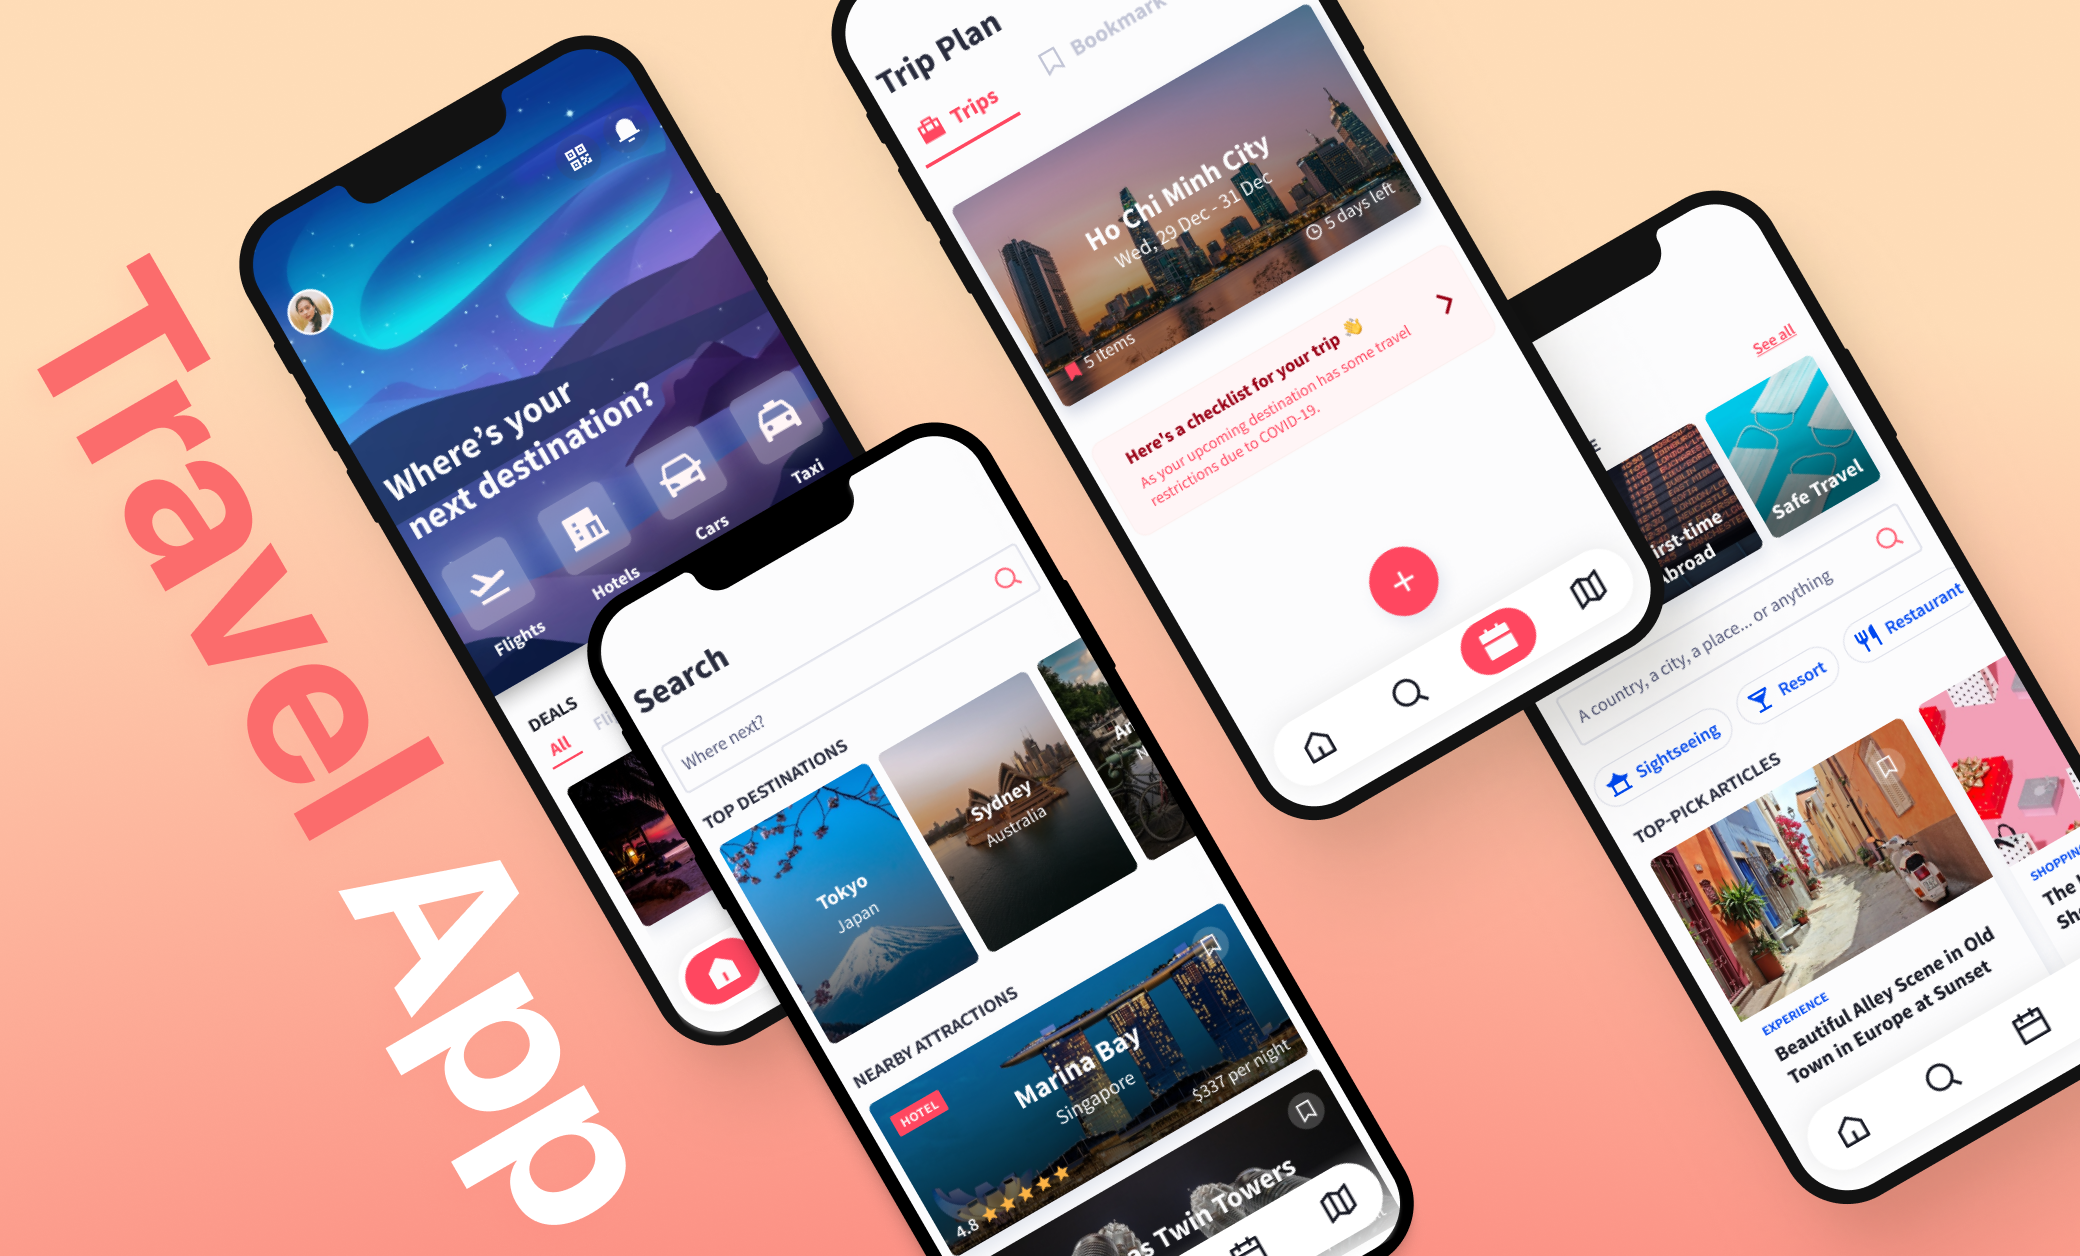 Travel App
Where's your
next destination?
Flights
Hotels
Cars
Taxi
DEALS
All
Search
Where next?
TOP DESTINATIONS
Tokyo
Japan
Sydney
Australia
NEARBY ATTRACTIONS
HOTEL
Marina Bay
Singapore
$337 per night
4.8
Twin Towers
Trip Plan
Trips
Bookmark
Ho Chi Minh City
Wed, 29 Dec - 31 Dec
5 days left
5 items
Here's a checklist for your trip 👋
As your upcoming destination has some travel
restrictions due to COVID-19.
See all
irst-time
Abroad
Safe Travel
A country, a city, a place... or anything
Sightseeing
Resort
Restaurant
TOP-PICK ARTICLES
EXPERIENCE
Beautiful Alley Scene in Old
Town in Europe at Sunset
SHOPPING
The